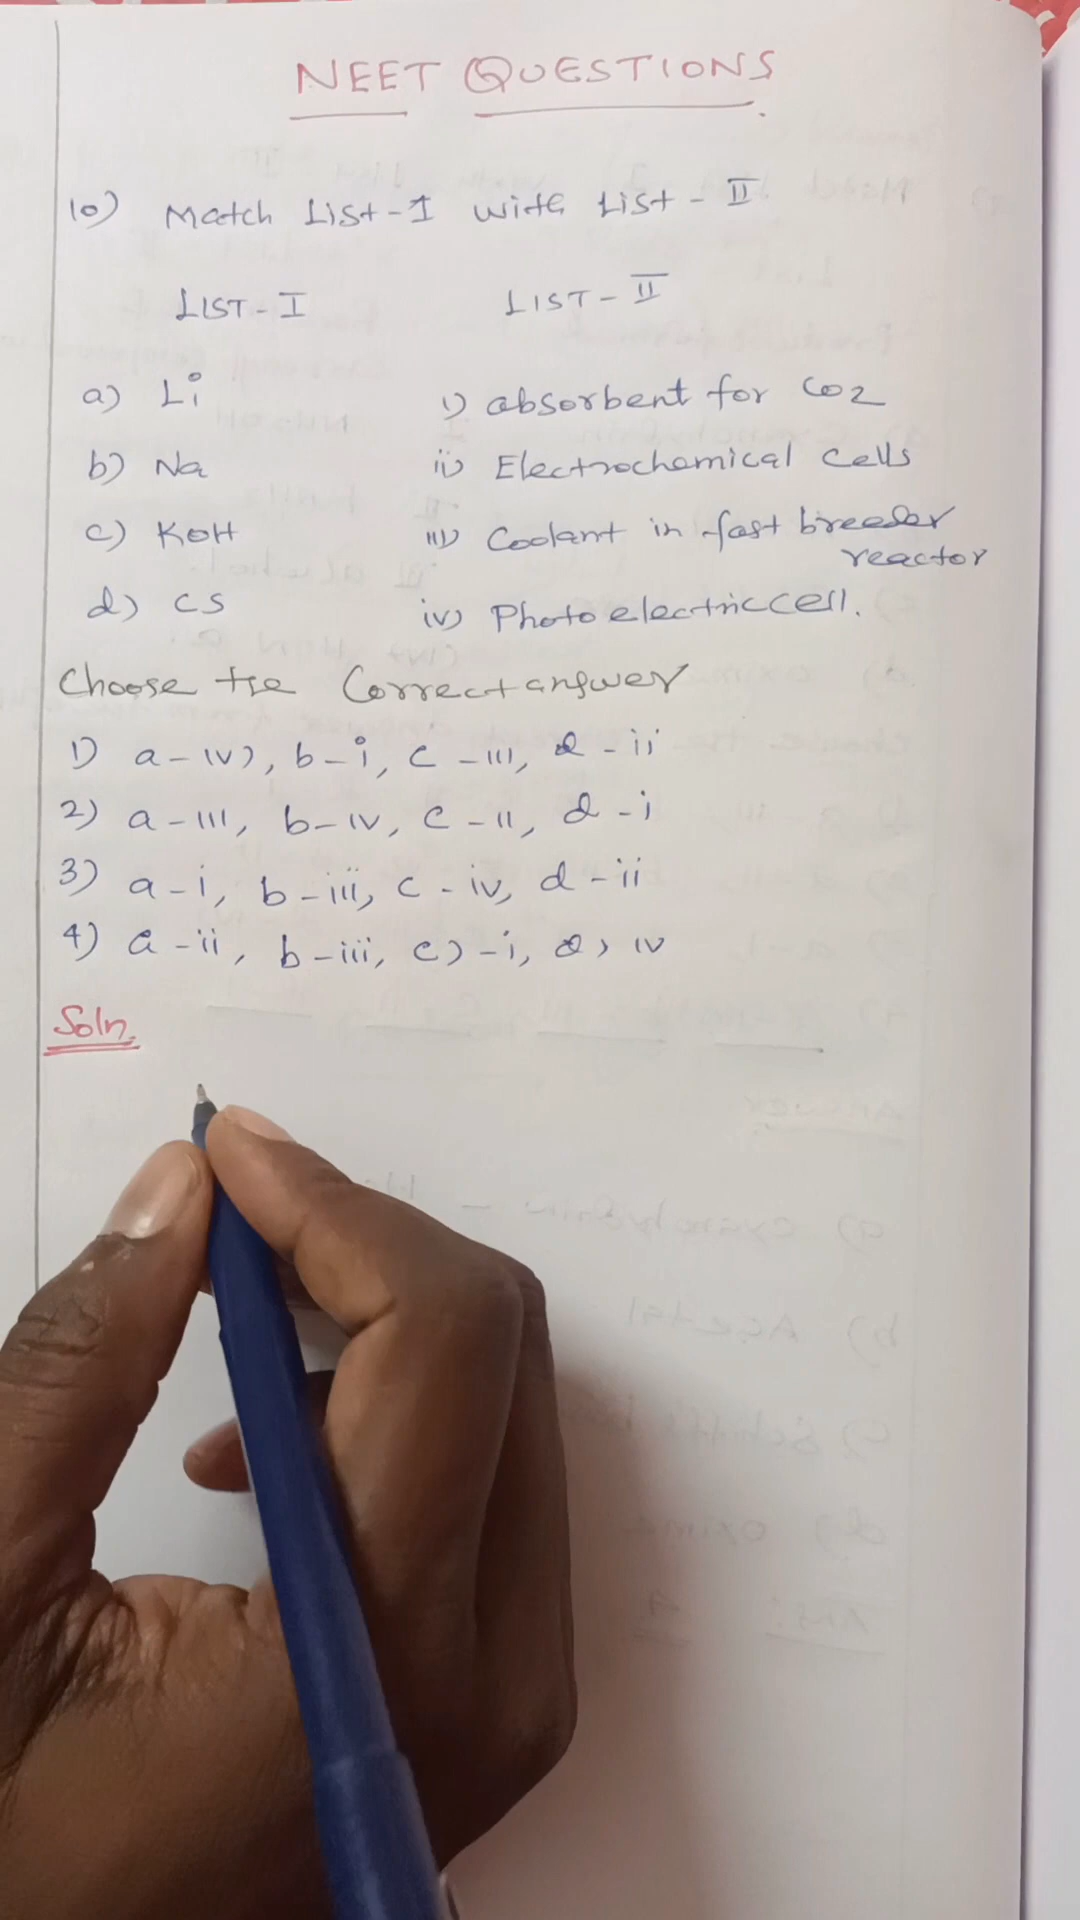 NEET QUESTIONS
10) Match List-I with List-II
LIST-I LIST-II
a) Li i) absorbent for CO2
b) Na ii) Electrochemical Cells
c) KOH iii) Coolant in fast breeder
reactor
d) CS iv) Photo electric cell.
Choose the Correct answer
1) a-iv), b-i, c-iii, d-ii
2) a-iii, b-iv, c-ii, d-i
3) a-i, b-iii, c-iv, d-ii
4) a-ii, b-iii, c)-i, d) iv
Soln.